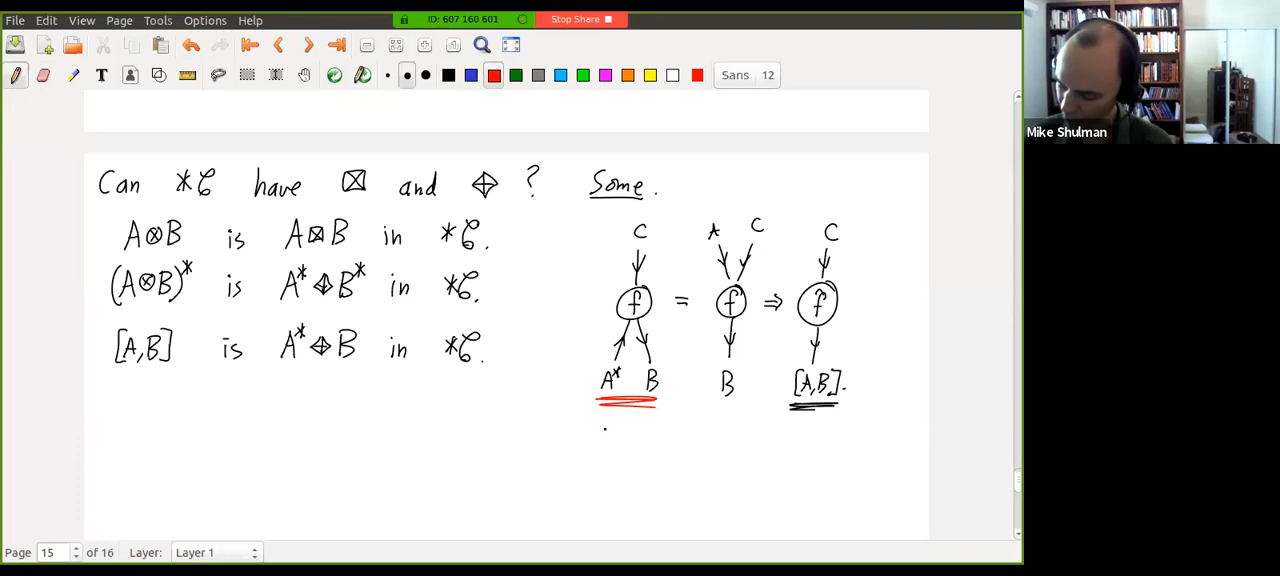 File Edit View Page Tools Options Help
ID: 607 160 601 Stop Share
Sans 12
Mike Shulman
Can *𝒞 have ⊠ and ⟴ ? Some.
A⊗B is A⊠B in *𝒞.
(A⊗B)* is A* ⟴ B* in *𝒞.
[A,B] is A* ⟴ B in *𝒞.
C A C C
f = f ⇒ f̂
A* B B [A,B].
Page 15 of 16 Layer: Layer 1